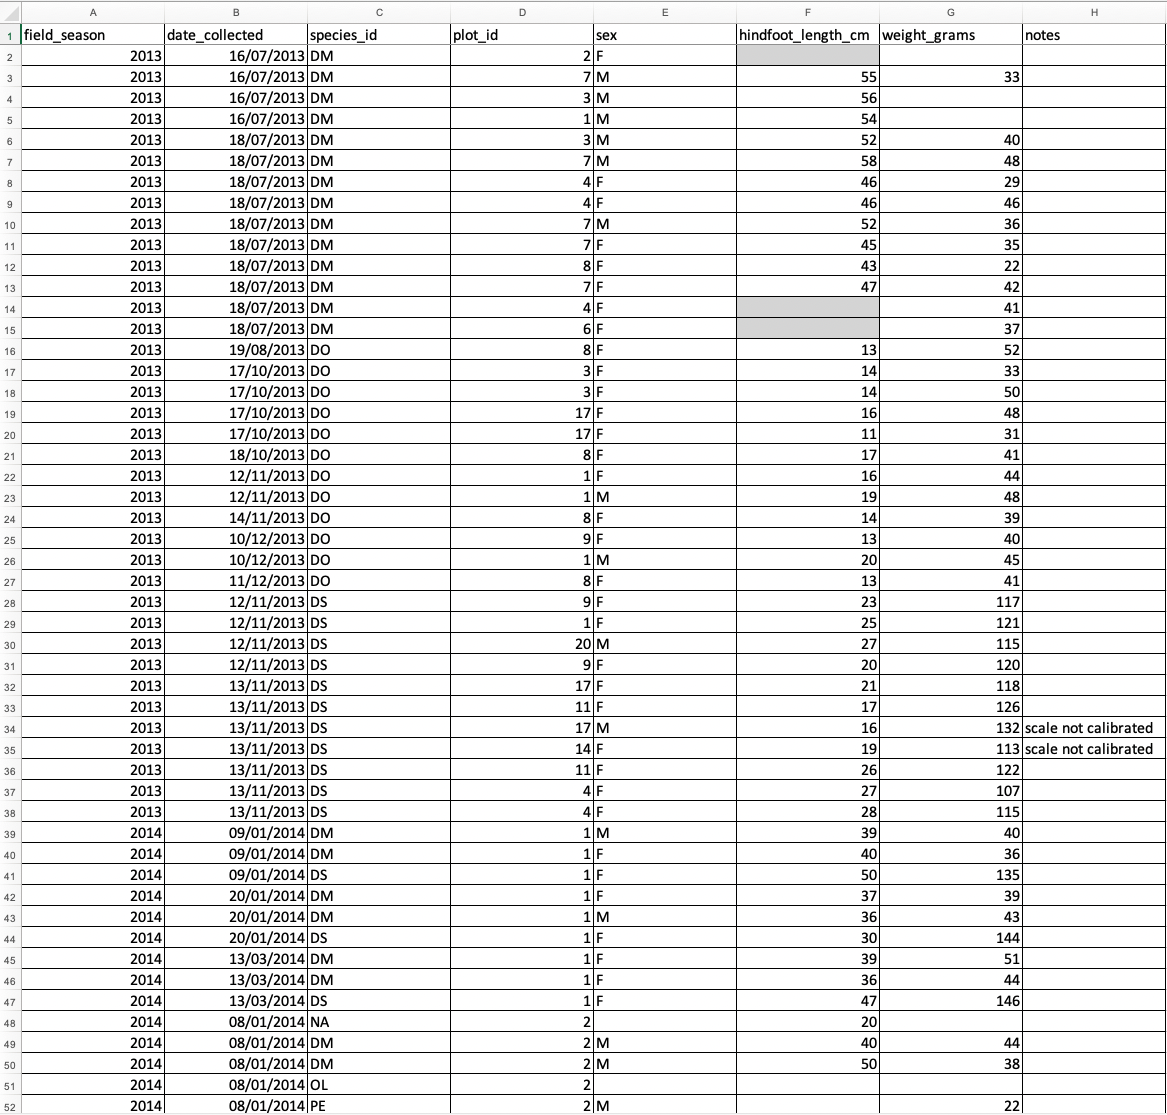 A B C D E F G H
1 field_season date_collected species_id plot_id sex hindfoot_length_cm weight_grams notes
2 2013 16/07/2013 DM 2 F
3 2013 16/07/2013 DM 7 M 55 33
4 2013 16/07/2013 DM 3 M 56
5 2013 16/07/2013 DM 1 M 54
6 2013 18/07/2013 DM 3 M 52 40
7 2013 18/07/2013 DM 7 M 58 48
8 2013 18/07/2013 DM 4 F 46 29
9 2013 18/07/2013 DM 4 F 46 46
10 2013 18/07/2013 DM 7 M 52 36
11 2013 18/07/2013 DM 7 F 45 35
12 2013 18/07/2013 DM 8 F 43 22
13 2013 18/07/2013 DM 7 F 47 42
14 2013 18/07/2013 DM 4 F 41
15 2013 18/07/2013 DM 6 F 37
16 2013 19/08/2013 DO 8 F 13 52
17 2013 17/10/2013 DO 3 F 14 33
18 2013 17/10/2013 DO 3 F 14 50
19 2013 17/10/2013 DO 17 F 16 48
20 2013 17/10/2013 DO 17 F 11 31
21 2013 18/10/2013 DO 8 F 17 41
22 2013 12/11/2013 DO 1 F 16 44
23 2013 12/11/2013 DO 1 M 19 48
24 2013 14/11/2013 DO 8 F 14 39
25 2013 10/12/2013 DO 9 F 13 40
26 2013 10/12/2013 DO 1 M 20 45
27 2013 11/12/2013 DO 8 F 13 41
28 2013 12/11/2013 DS 9 F 23 117
29 2013 12/11/2013 DS 1 F 25 121
30 2013 12/11/2013 DS 20 M 27 115
31 2013 12/11/2013 DS 9 F 20 120
32 2013 13/11/2013 DS 17 F 21 118
33 2013 13/11/2013 DS 11 F 17 126
34 2013 13/11/2013 DS 17 M 16 132 scale not calibrated
35 2013 13/11/2013 DS 14 F 19 113 scale not calibrated
36 2013 13/11/2013 DS 11 F 26 122
37 2013 13/11/2013 DS 4 F 27 107
38 2013 13/11/2013 DS 4 F 28 115
39 2014 09/01/2014 DM 1 M 39 40
40 2014 09/01/2014 DM 1 F 40 36
41 2014 09/01/2014 DS 1 F 50 135
42 2014 20/01/2014 DM 1 F 37 39
43 2014 20/01/2014 DM 1 M 36 43
44 2014 20/01/2014 DS 1 F 30 144
45 2014 13/03/2014 DM 1 F 39 51
46 2014 13/03/2014 DM 1 F 36 44
47 2014 13/03/2014 DS 1 F 47 146
48 2014 08/01/2014 NA 2 20
49 2014 08/01/2014 DM 2 M 40 44
50 2014 08/01/2014 DM 2 M 50 38
51 2014 08/01/2014 OL 2
52 2014 08/01/2014 PE 2 M 22